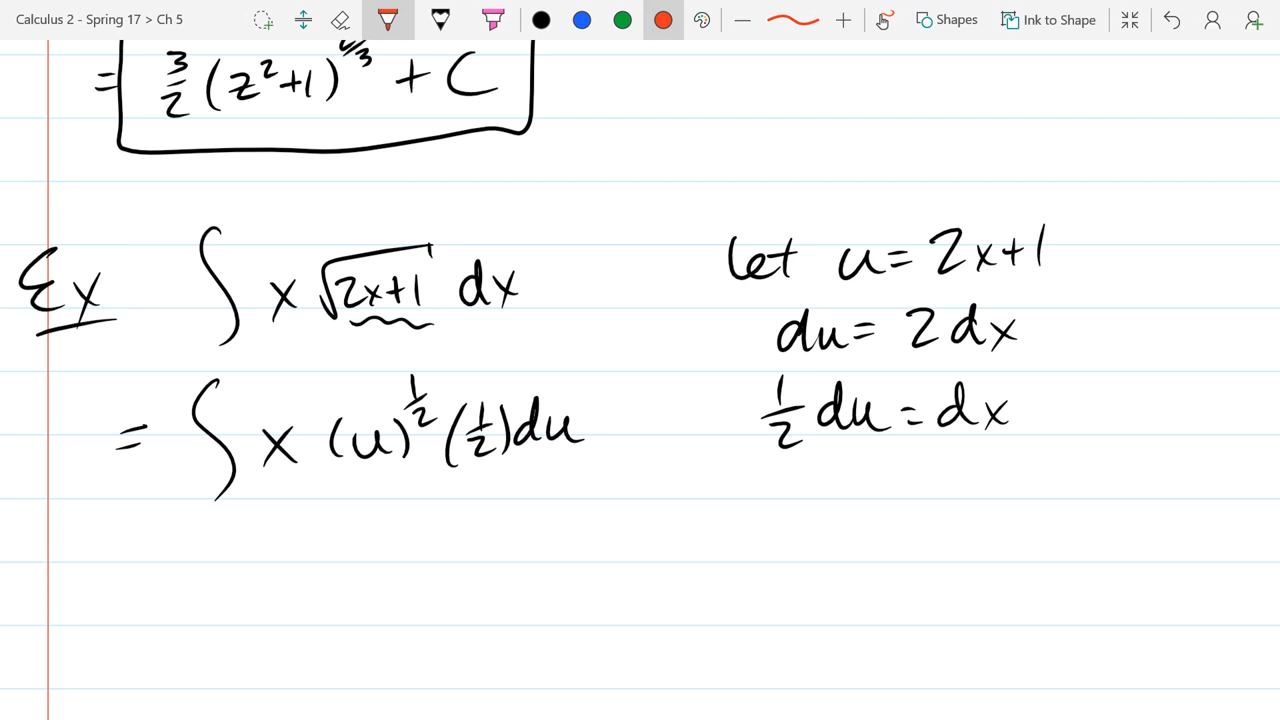 Calculus 2 - Spring 17 > Ch 5
Shapes
Ink to Shape
= 3/2 (z²+1)^(2/3) + C
Ex ∫ x √(2x+1) dx
let u = 2x+1
du = 2dx
= ∫ x (u)^(1/2) (1/2) du
1/2 du = dx